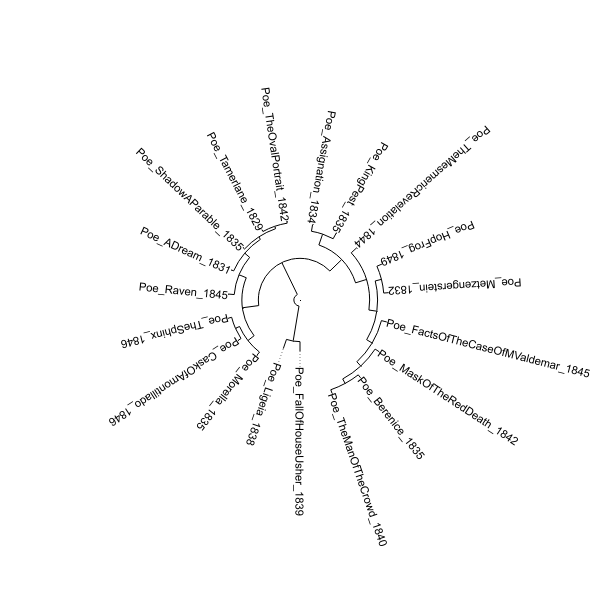 Poe_TheOvalPortrait_1842
Poe_Assignation_1834
Poe_KingPest_1835
Poe_TheMesmericRevelation_1844
Poe_HopFrog_1849
Poe_Metzengerstein_1832
Poe_FactsOfTheCaseOfMValdemar_1845
Poe_MaskOfTheRedDeath_1842
Poe_Berenice_1835
Poe_TheManOfTheCrowd_1840
Poe_FallOfHouseUsher_1839
Poe_Ligeia_1838
Poe_Morella_1835
Poe_CaskOfAmontillado_1846
Poe_TheSphinx_1846
Poe_Raven_1845
Poe_ADream_1831
Poe_ShadowAParable_1835
Poe_Tamerlane_1829